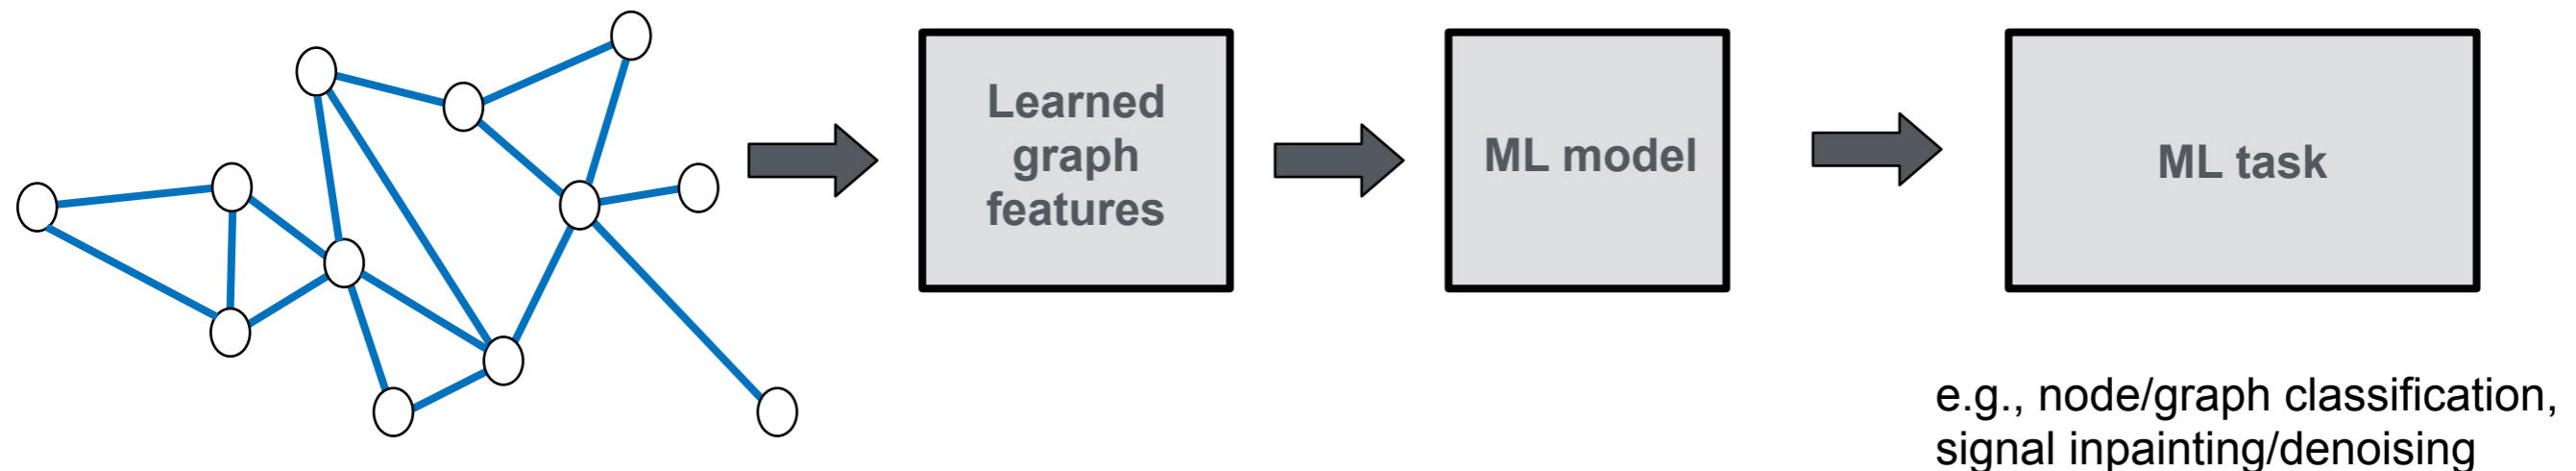 Learned
graph
features
ML model
ML task
e.g., node/graph classification,
signal inpainting/denoising